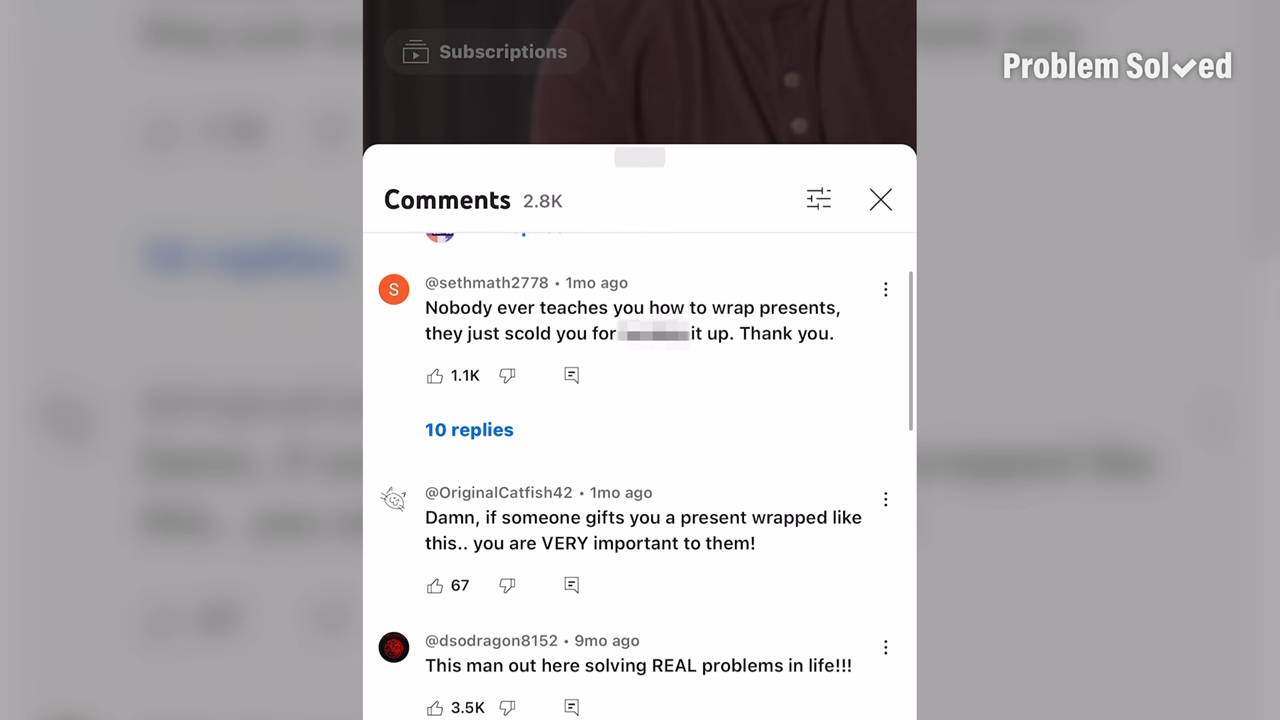 Subscriptions
Problem Solved
Comments 2.8K
@sethmath2778 • 1mo ago
Nobody ever teaches you how to wrap presents,
they just scold you for it up. Thank you.
1.1K
10 replies
@OriginalCatfish42 • 1mo ago
Damn, if someone gifts you a present wrapped like
this.. you are VERY important to them!
67
@dsodragon8152 • 9mo ago
This man out here solving REAL problems in life!!!
3.5K